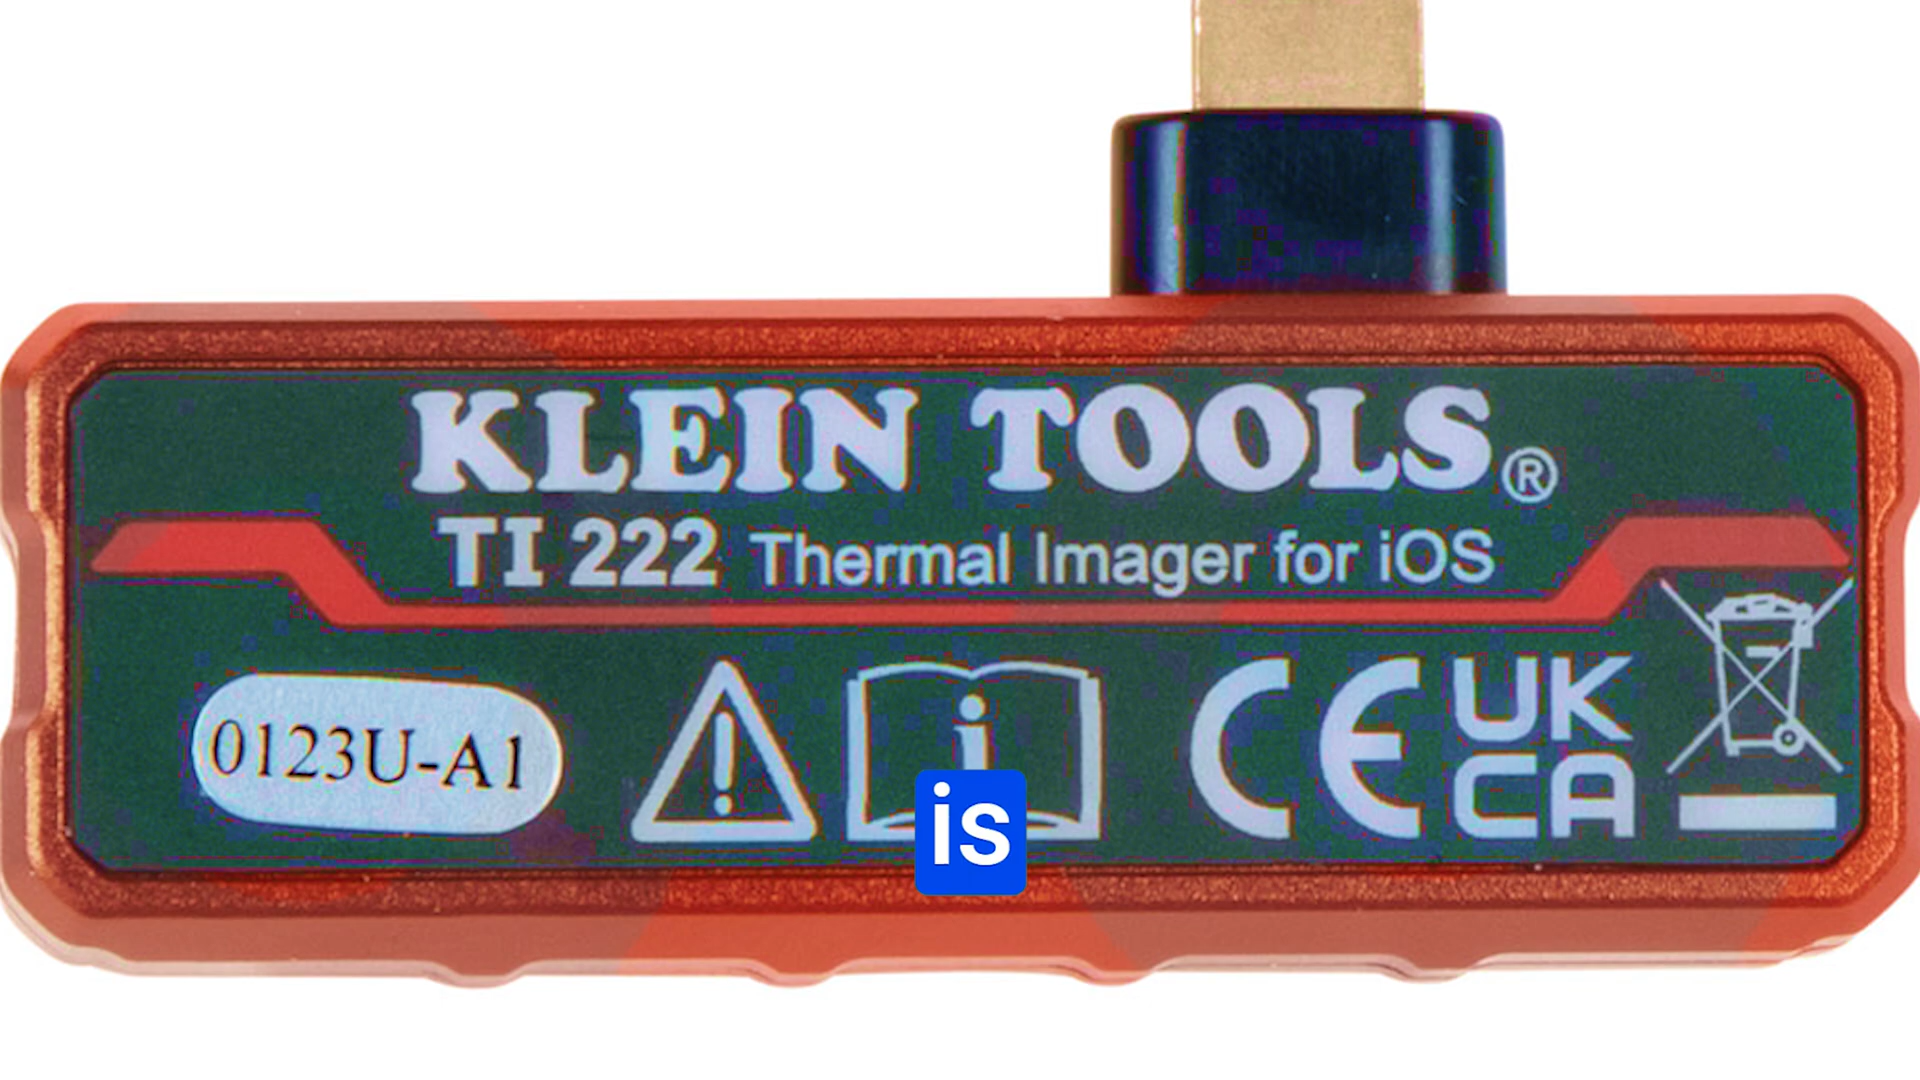 KLEIN TOOLS®
TI 222 Thermal Imager for iOS
0123U-A1
i
CE
UK
CA
is